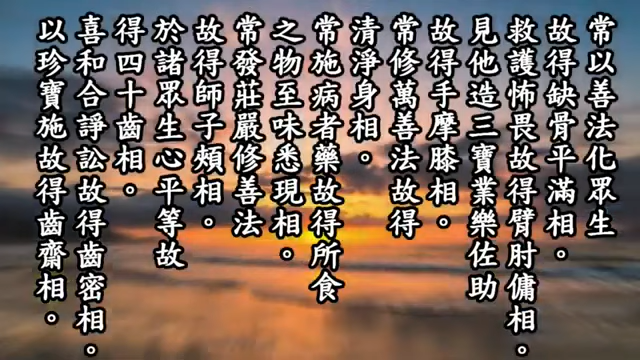 常以善法化眾生
故得缺骨平滿相。
救護怖畏故得臂肘傭相。
見他造三寶業樂佐助
故得手摩膝相。
常修萬善法故得
清淨身相。
常施病者藥故得所食
之物至味悉現相。
常發莊嚴修善法
故得師子頰相。
於諸眾生心平等故
得四十齒相。
喜和合諍訟故得齒密相。
以珍寶施故得齒齋相。